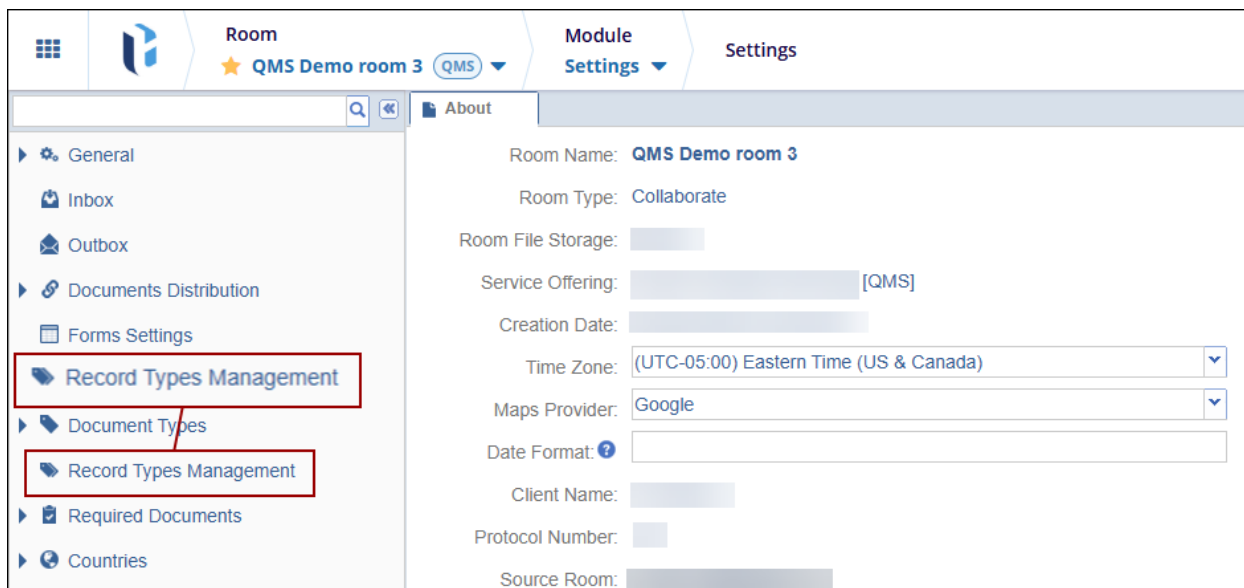 Room
QMS Demo room 3 QMS
Module
Settings
Settings
About
General
Inbox
Outbox
Documents Distribution
Forms Settings
Record Types Management
Document Types
Record Types Management
Required Documents
Countries
Room Name: QMS Demo room 3
Room Type: Collaborate
Room File Storage:
Service Offering: [QMS]
Creation Date:
Time Zone: (UTC-05:00) Eastern Time (US & Canada)
Maps Provider: Google
Date Format: ?
Client Name:
Protocol Number:
Source Room: